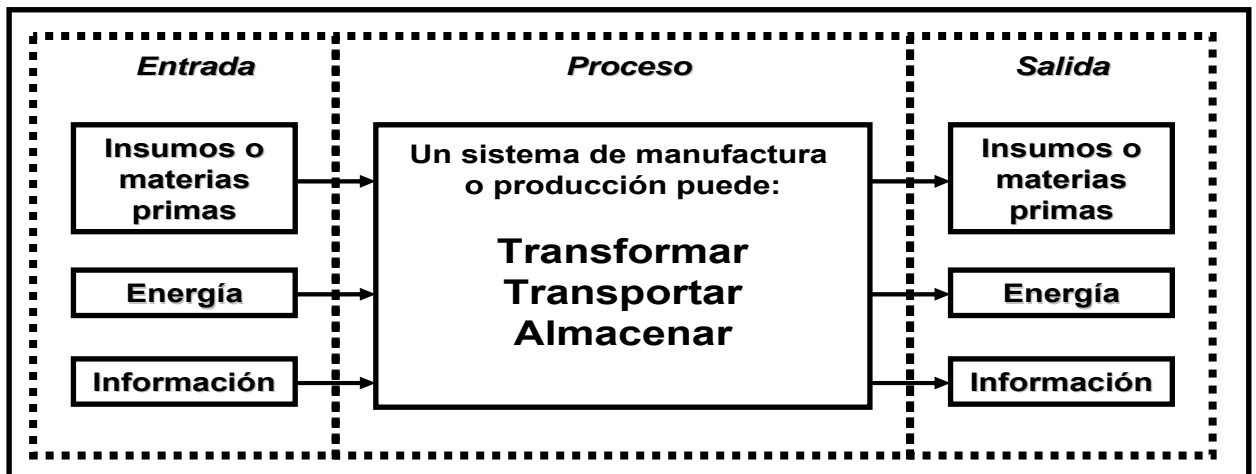 Entrada
Insumos o
materias
primas
Energía
Información
Proceso
Un sistema de manufactura
o producción puede:
Transformar
Transportar
Almacenar
Salida
Insumos o
materias
primas
Energía
Información